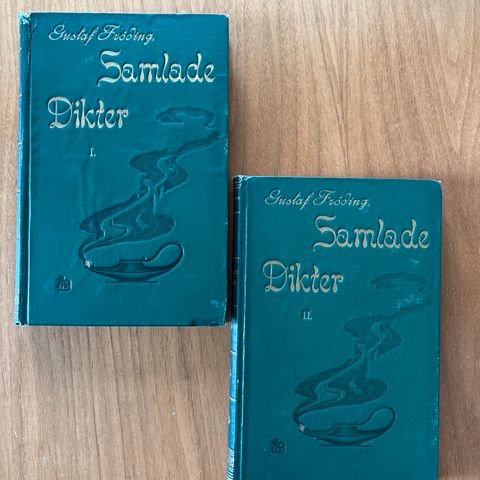 Gustaf Fröding.
Samlade
Dikter
I.
Gustaf Fröding.
Samlade
Dikter
II.